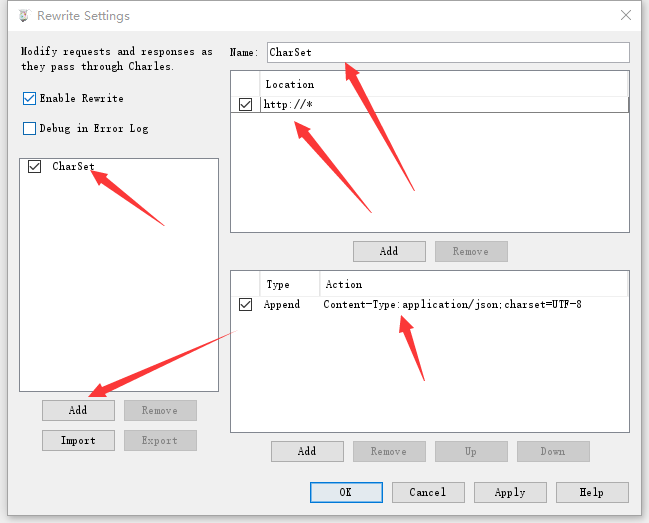 Rewrite Settings
Modify requests and responses as
they pass through Charles.
Enable Rewrite
Debug in Error Log
CharSet
Add
Remove
Import
Export
Name:
CharSet
Location
http://*
Add
Remove
Type
Action
Append
Content-Type:application/json;charset=UTF-8
Add
Remove
Up
Down
OK
Cancel
Apply
Help